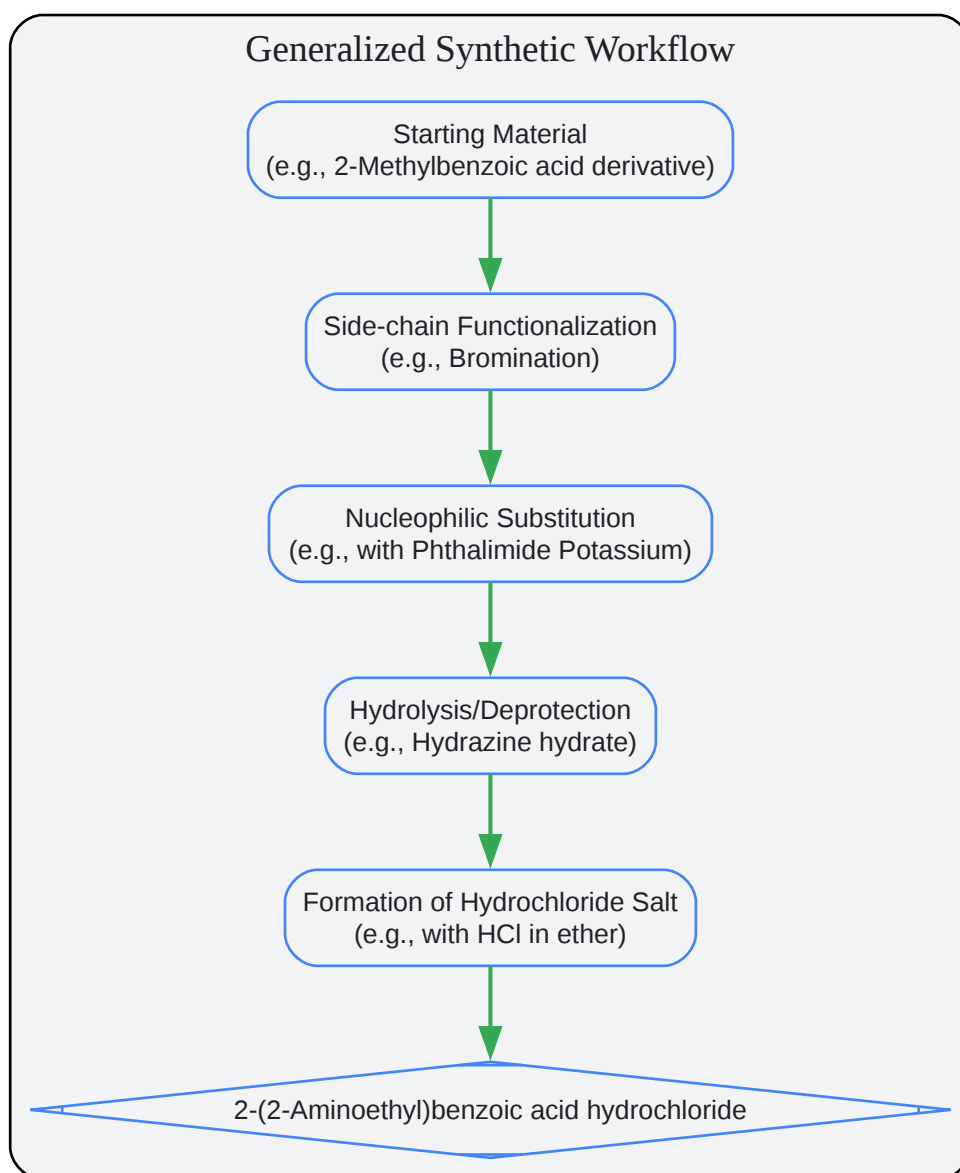 Generalized Synthetic Workflow
Starting Material
(e.g., 2-Methylbenzoic acid derivative)
Side-chain Functionalization
(e.g., Bromination)
Nucleophilic Substitution
(e.g., with Phthalimide Potassium)
Hydrolysis/Deprotection
(e.g., Hydrazine hydrate)
Formation of Hydrochloride Salt
(e.g., with HCl in ether)
2-(2-Aminoethyl)benzoic acid hydrochloride